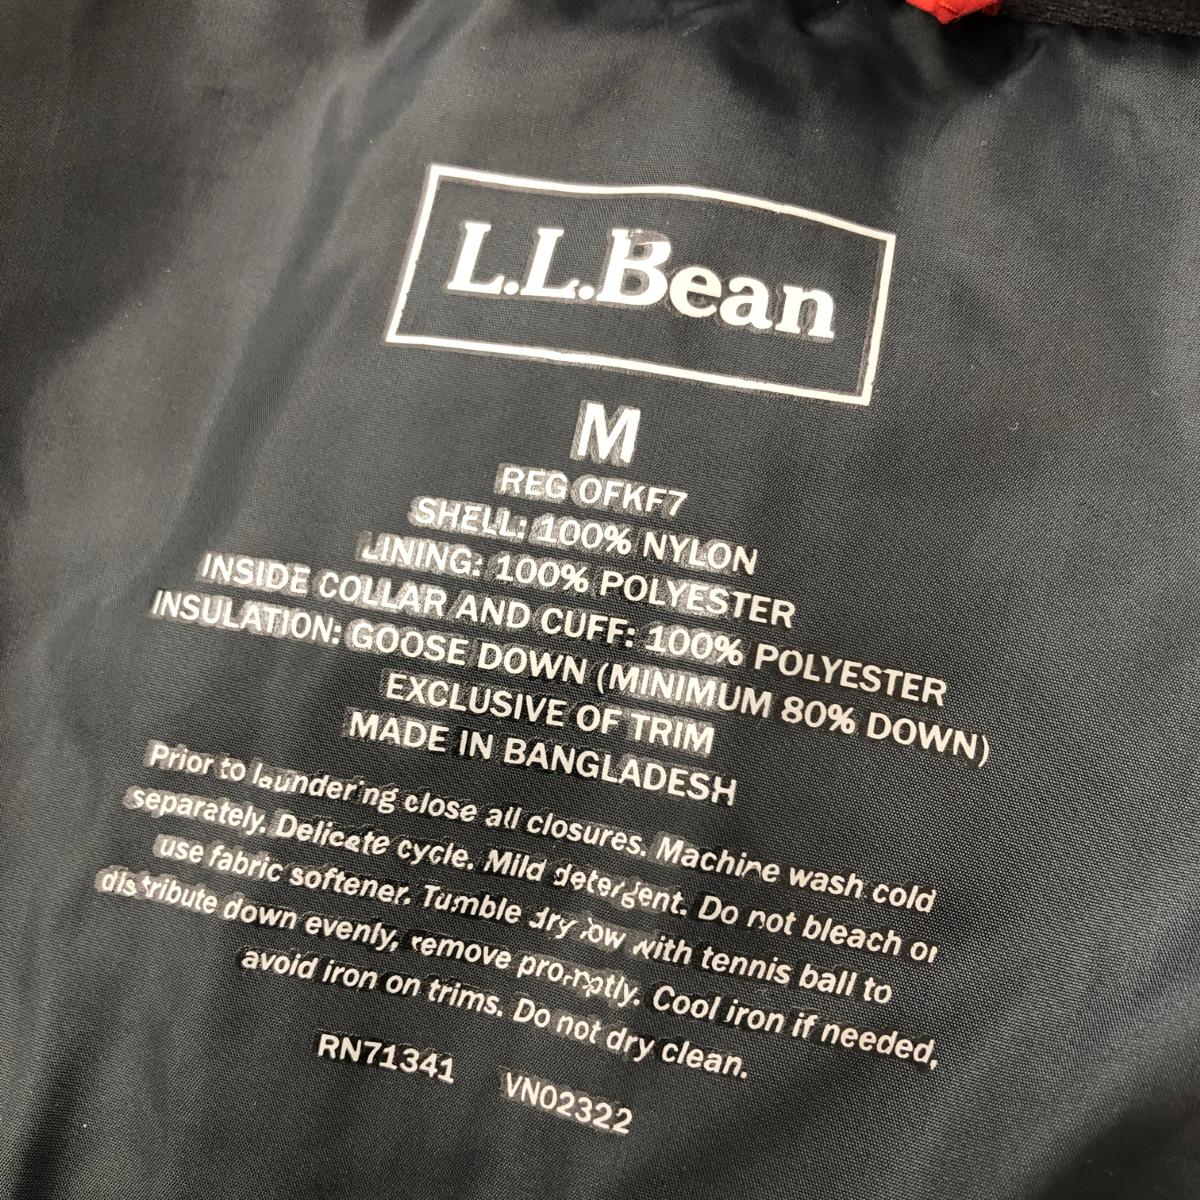 L.L.Bean
M
REG OFKF7
SHELL: 100% NYLON
LINING: 100% POLYESTER
INSIDE COLLAR AND CUFF: 100% POLYESTER
INSULATION: GOOSE DOWN (MINIMUM 80% DOWN)
EXCLUSIVE OF TRIM
MADE IN BANGLADESH
Prior to laundering close all closures. Machine wash cold
separately. Delicate cycle. Mild detergent. Do not bleach or
use fabric softener. Tumble dry low with tennis ball to
distribute down evenly, remove promptly. Cool iron if needed,
avoid iron on trims. Do not dry clean.
RN71341 VN02322